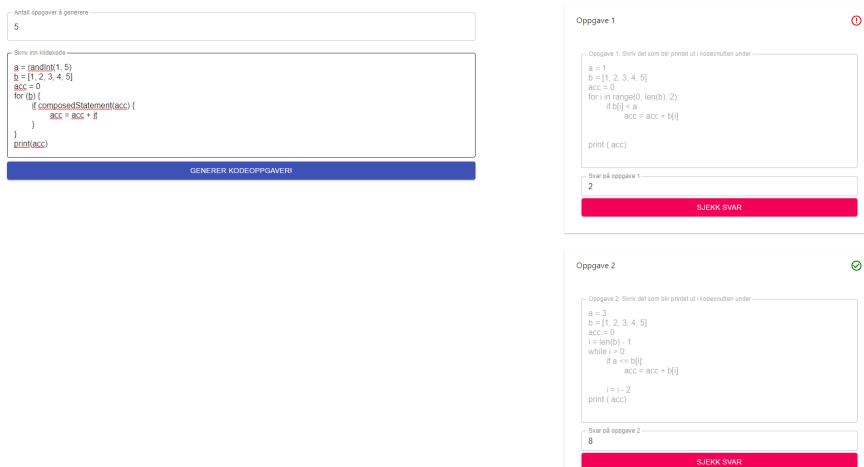 Antall oppgaver å generere
5
Skriv inn kildekode
a = randInt(1, 5)
b = [1, 2, 3, 4, 5]
acc = 0
for (b) {
if composedStatement(acc) {
acc = acc + it
}
}
print(acc)
GENERER KODEOPPGAVER!
Oppgave 1
Oppgave 1: Skriv det som blir printet ut i kodesnutten under
a = 1
b = [1, 2, 3, 4, 5]
acc = 0
for i in range(0, len(b), 2):
if b[i] < a:
acc = acc + b[i]
print ( acc)
Svar på oppgave 1
2
SJEKK SVAR
Oppgave 2
Oppgave 2: Skriv det som blir printet ut i kodesnutten under
a = 3
b = [1, 2, 3, 4, 5]
acc = 0
i = len(b) - 1
while i > 0:
if a <= b[i]:
acc = acc + b[i]
i = i - 2
print ( acc)
Svar på oppgave 2
8
SJEKK SVAR